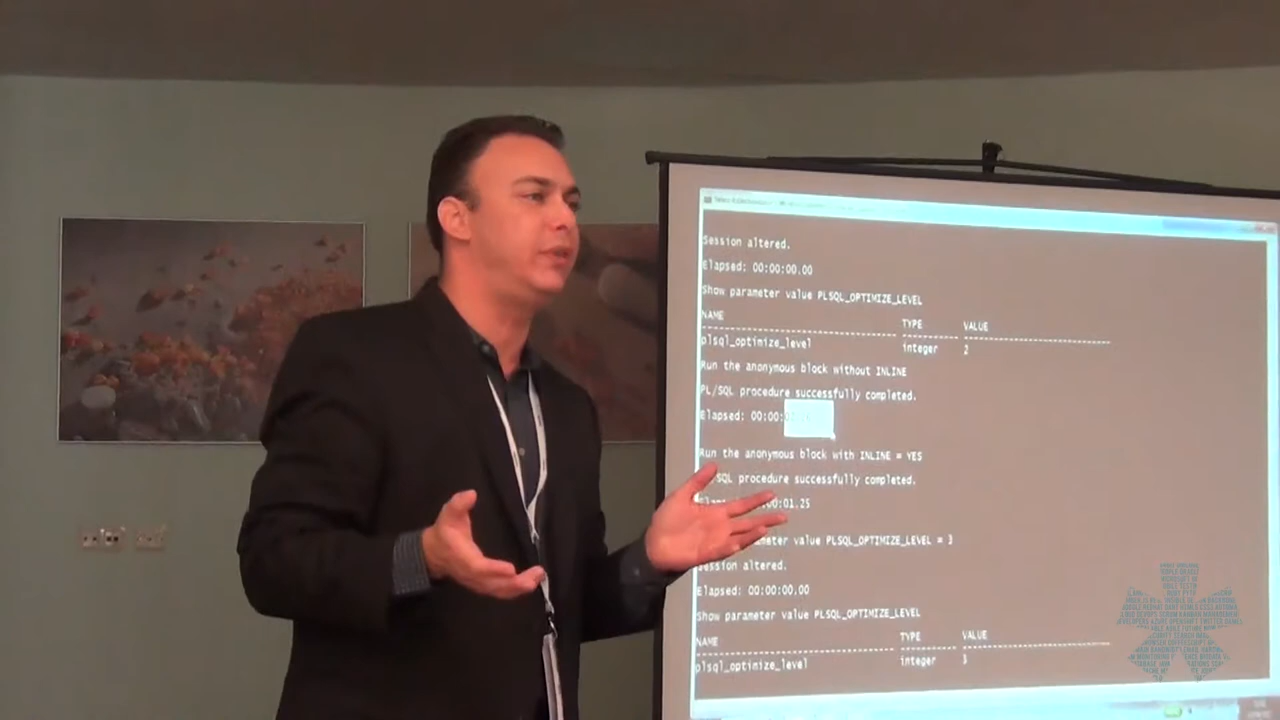 Session altered.
Elapsed: 00:00:00.00
Show parameter value PLSQL_OPTIMIZE_LEVEL
NAME TYPE VALUE
plsql_optimize_level integer 2
Run the anonymous block without INLINE
PL/SQL procedure successfully completed.
Elapsed: 00:00:
Run the anonymous block with INLINE = YES
SQL procedure successfully completed.
00:01.25
meter value PLSQL_OPTIMIZE_LEVEL = 3
Session altered.
Elapsed: 00:00:00.00
Show parameter value PLSQL_OPTIMIZE_LEVEL
NAME TYPE VALUE
plsql_optimize_level integer 3